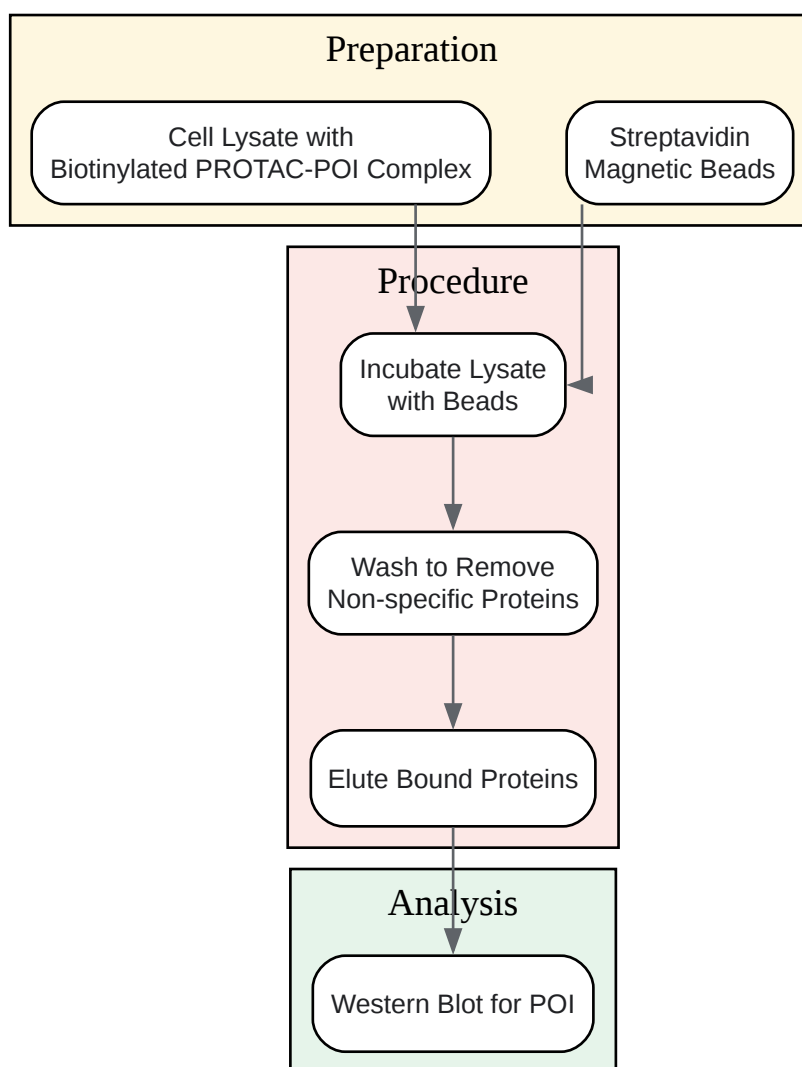 Preparation
Cell Lysate with
Biotinylated PROTAC-POI Complex
Streptavidin
Magnetic Beads
Procedure
Incubate Lysate
with Beads
Wash to Remove
Non-specific Proteins
Elute Bound Proteins
Analysis
Western Blot for POI